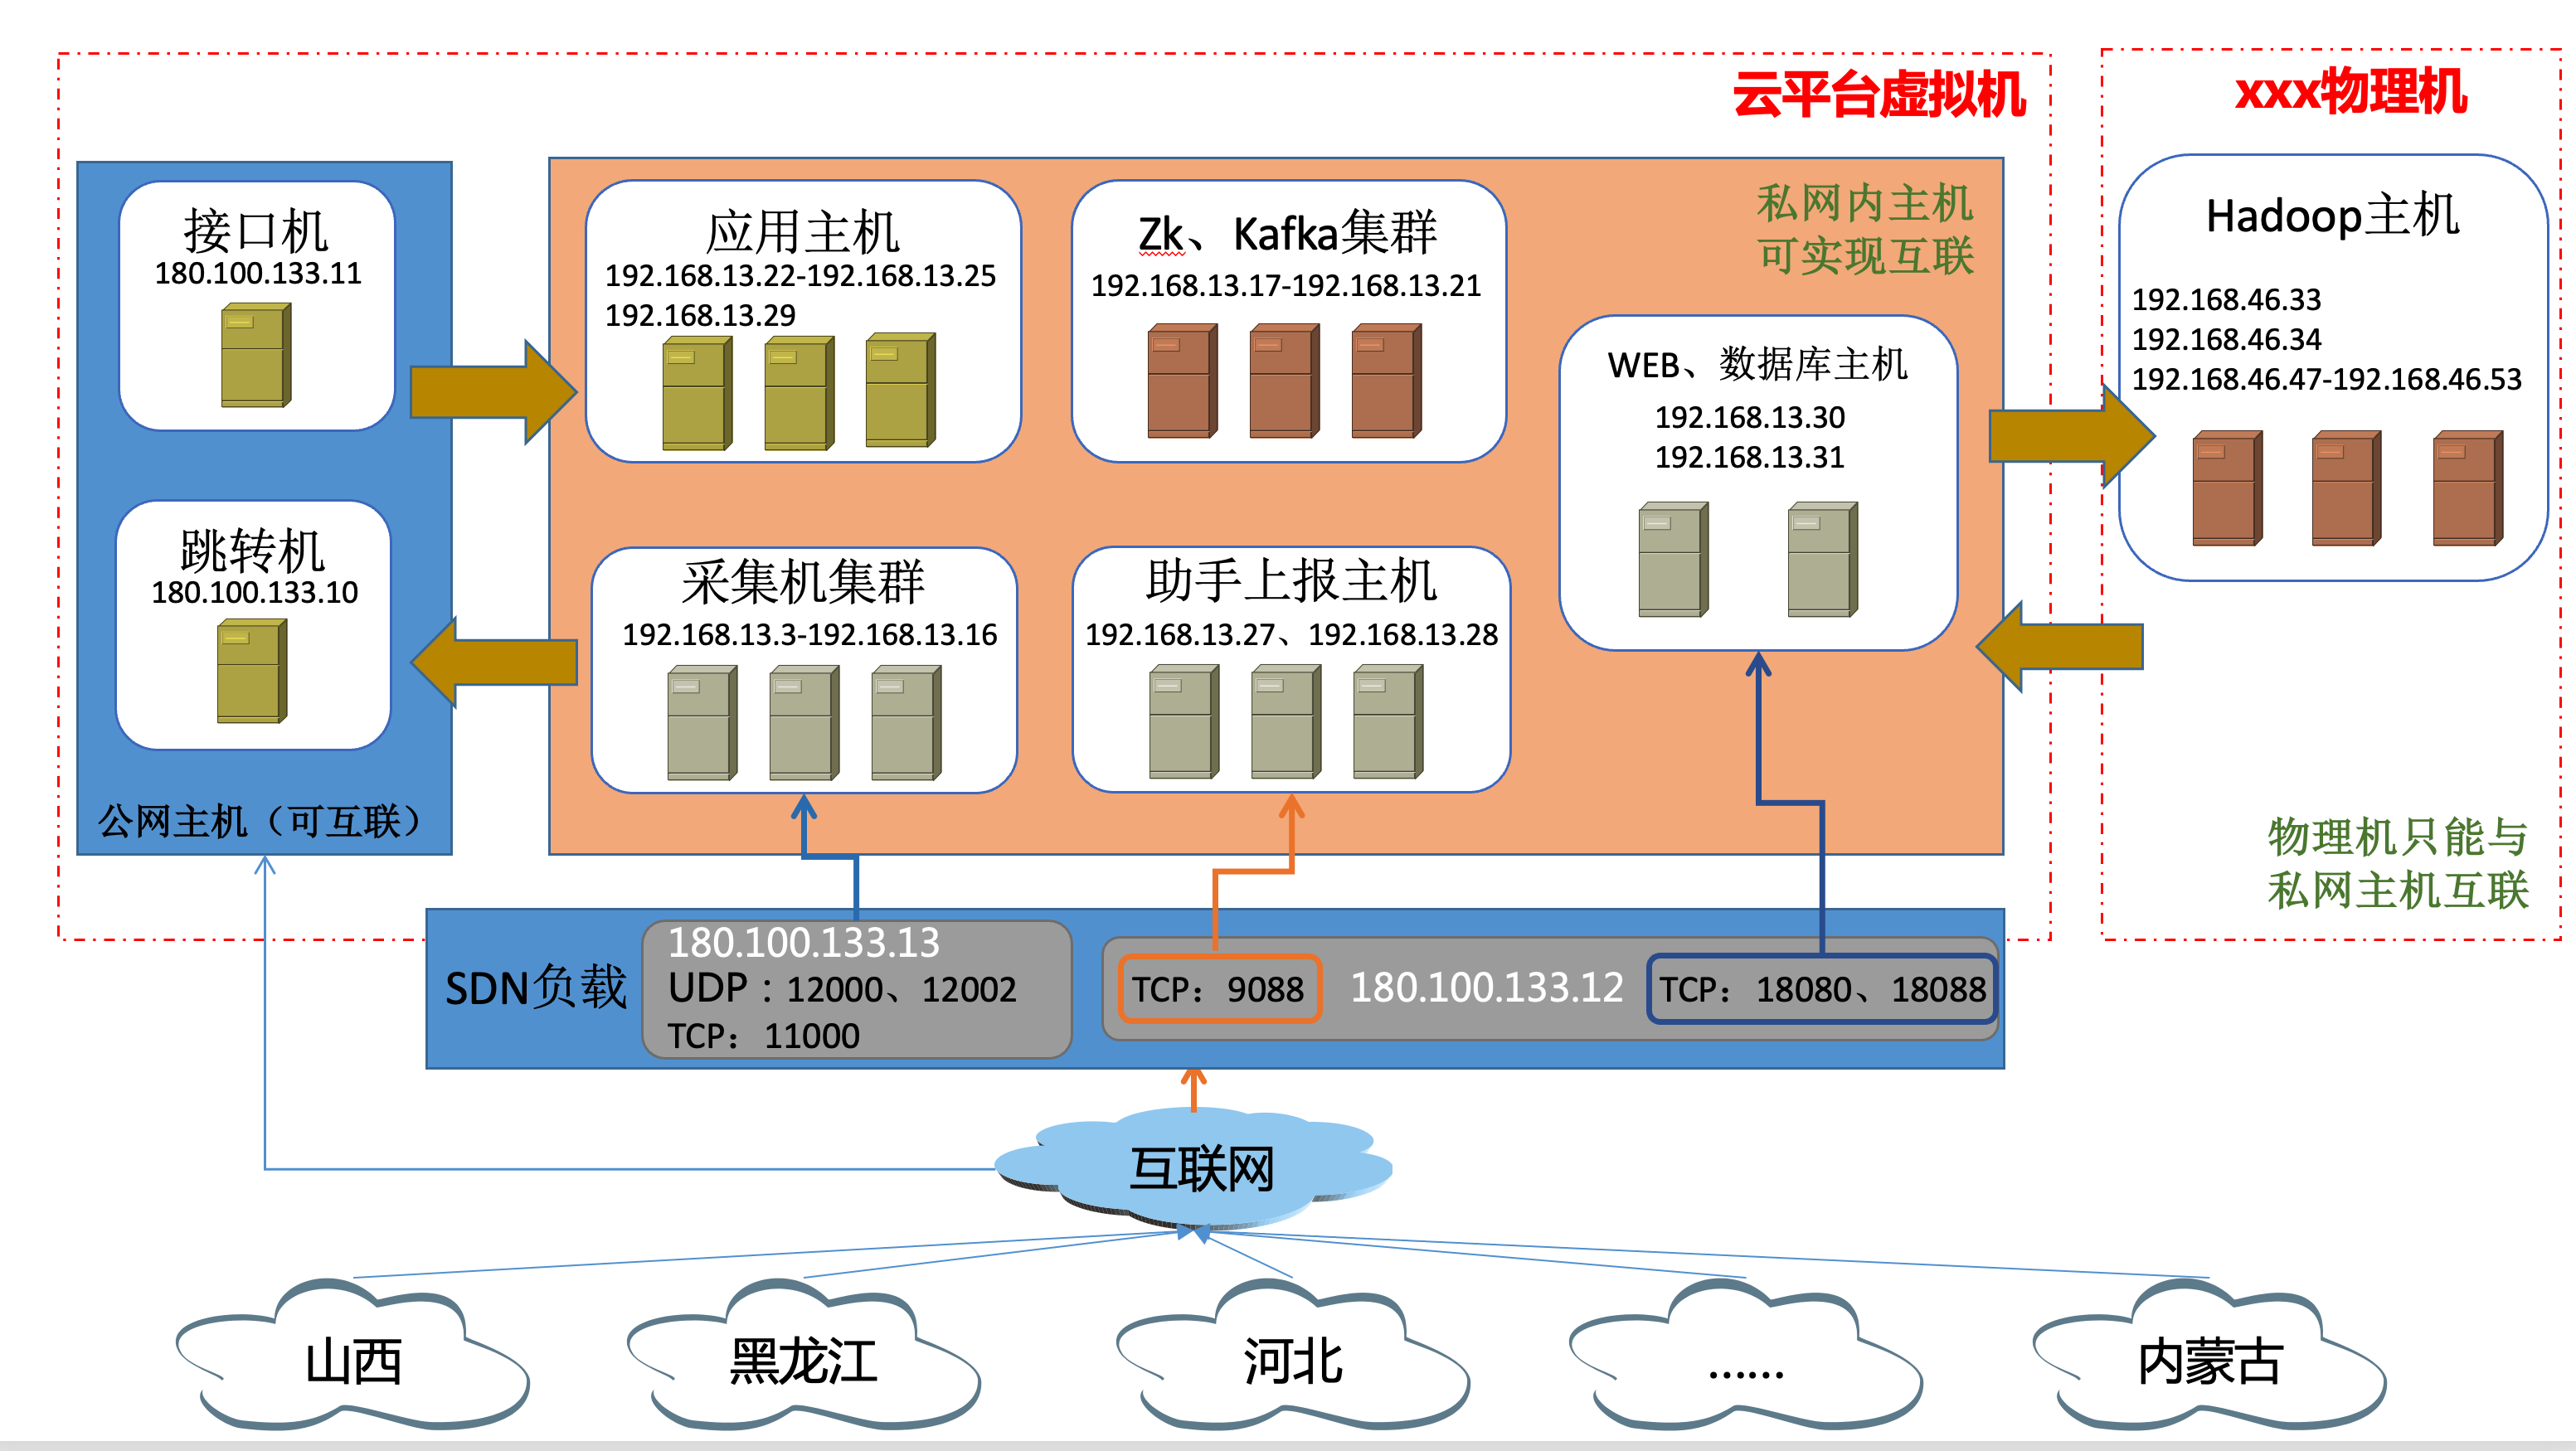 云平台虚拟机
xxx物理机
接口机
180.100.133.11
跳转机
180.100.133.10
公网主机（可互联）
应用主机
192.168.13.22-192.168.13.25
192.168.13.29
Zk、Kafka集群
192.168.13.17-192.168.13.21
私网内主机
可实现互联
WEB、数据库主机
192.168.13.30
192.168.13.31
采集机集群
192.168.13.3-192.168.13.16
助手上报主机
192.168.13.27、192.168.13.28
Hadoop主机
192.168.46.33
192.168.46.34
192.168.46.47-192.168.46.53
物理机只能与
私网主机互联
SDN负载
180.100.133.13
UDP：12000、12002
TCP： 11000
TCP：9088
180.100.133.12
TCP： 18080、18088
互联网
山西
黑龙江
河北
……
内蒙古